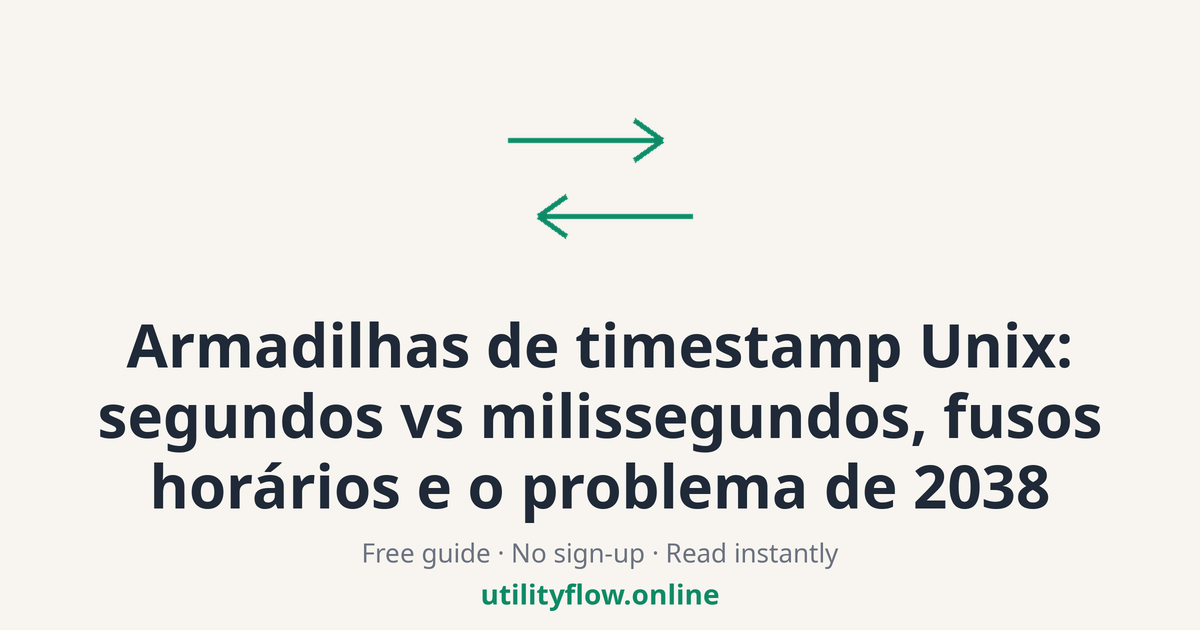 Armadilhas de timestamp Unix:
segundos vs milissegundos, fusos
horários e o problema de 2038
Free guide · No sign-up · Read instantly
utilityflow.online